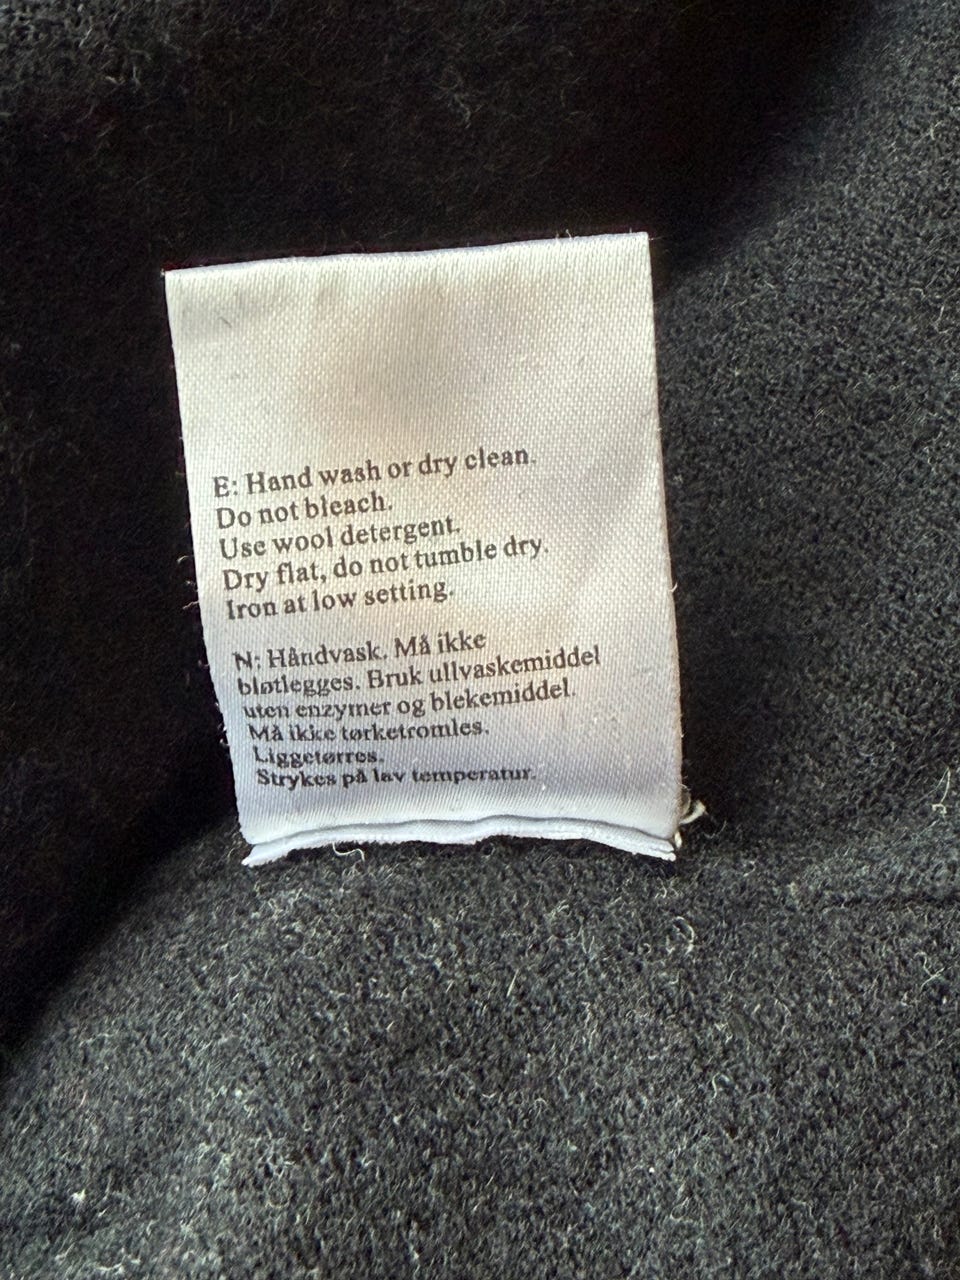 E: Hand wash or dry clean.
Do not bleach.
Use wool detergent.
Dry flat, do not tumble dry.
Iron at low setting.
N: Håndvask. Må ikke
bløtlegges. Bruk ullvaskemiddel
uten enzymer og blekemiddel.
Må ikke tørketromles.
Liggetørres.
Strykes på lav temperatur.